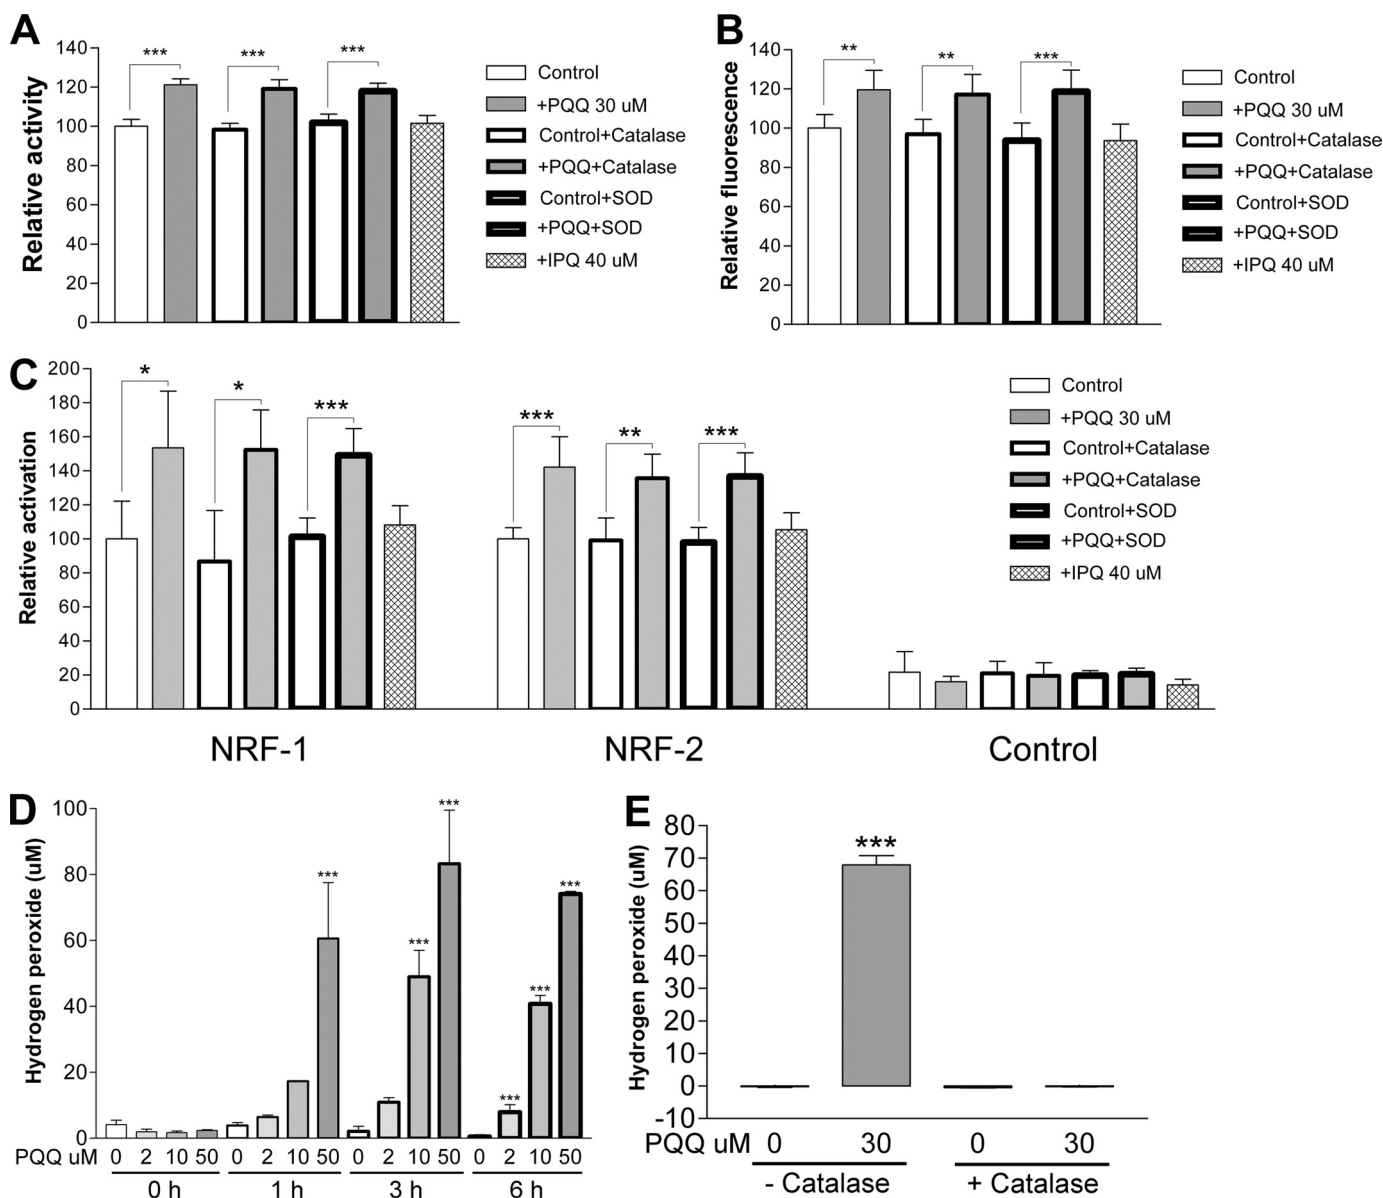 A
Relative activity
140
120
100
80
60
40
20
0
***
***
***
Control
+PQQ 30 uM
Control+Catalase
+PQQ+Catalase
Control+SOD
+PQQ+SOD
+IPQ 40 uM
B
Relative fluorescence
140
120
100
80
60
40
20
0
**
**
***
Control
+PQQ 30 uM
Control+Catalase
+PQQ+Catalase
Control+SOD
+PQQ+SOD
+IPQ 40 uM
C
Relative activation
200
180
160
140
120
100
80
60
40
20
0
*
*
***
***
**
***
NRF-1
NRF-2
Control
Control
+PQQ 30 uM
Control+Catalase
+PQQ+Catalase
Control+SOD
+PQQ+SOD
+IPQ 40 uM
D
Hydrogen peroxide (uM)
100
80
60
40
20
0
***
***
***
***
***
***
PQQ uM 0 2 10 50 0 2 10 50 0 2 10 50 0 2 10 50
0 h 1 h 3 h 6 h
E
Hydrogen peroxide (uM)
80
70
60
50
40
30
20
10
0
-10
***
PQQ uM 0 30 0 30
- Catalase + Catalase